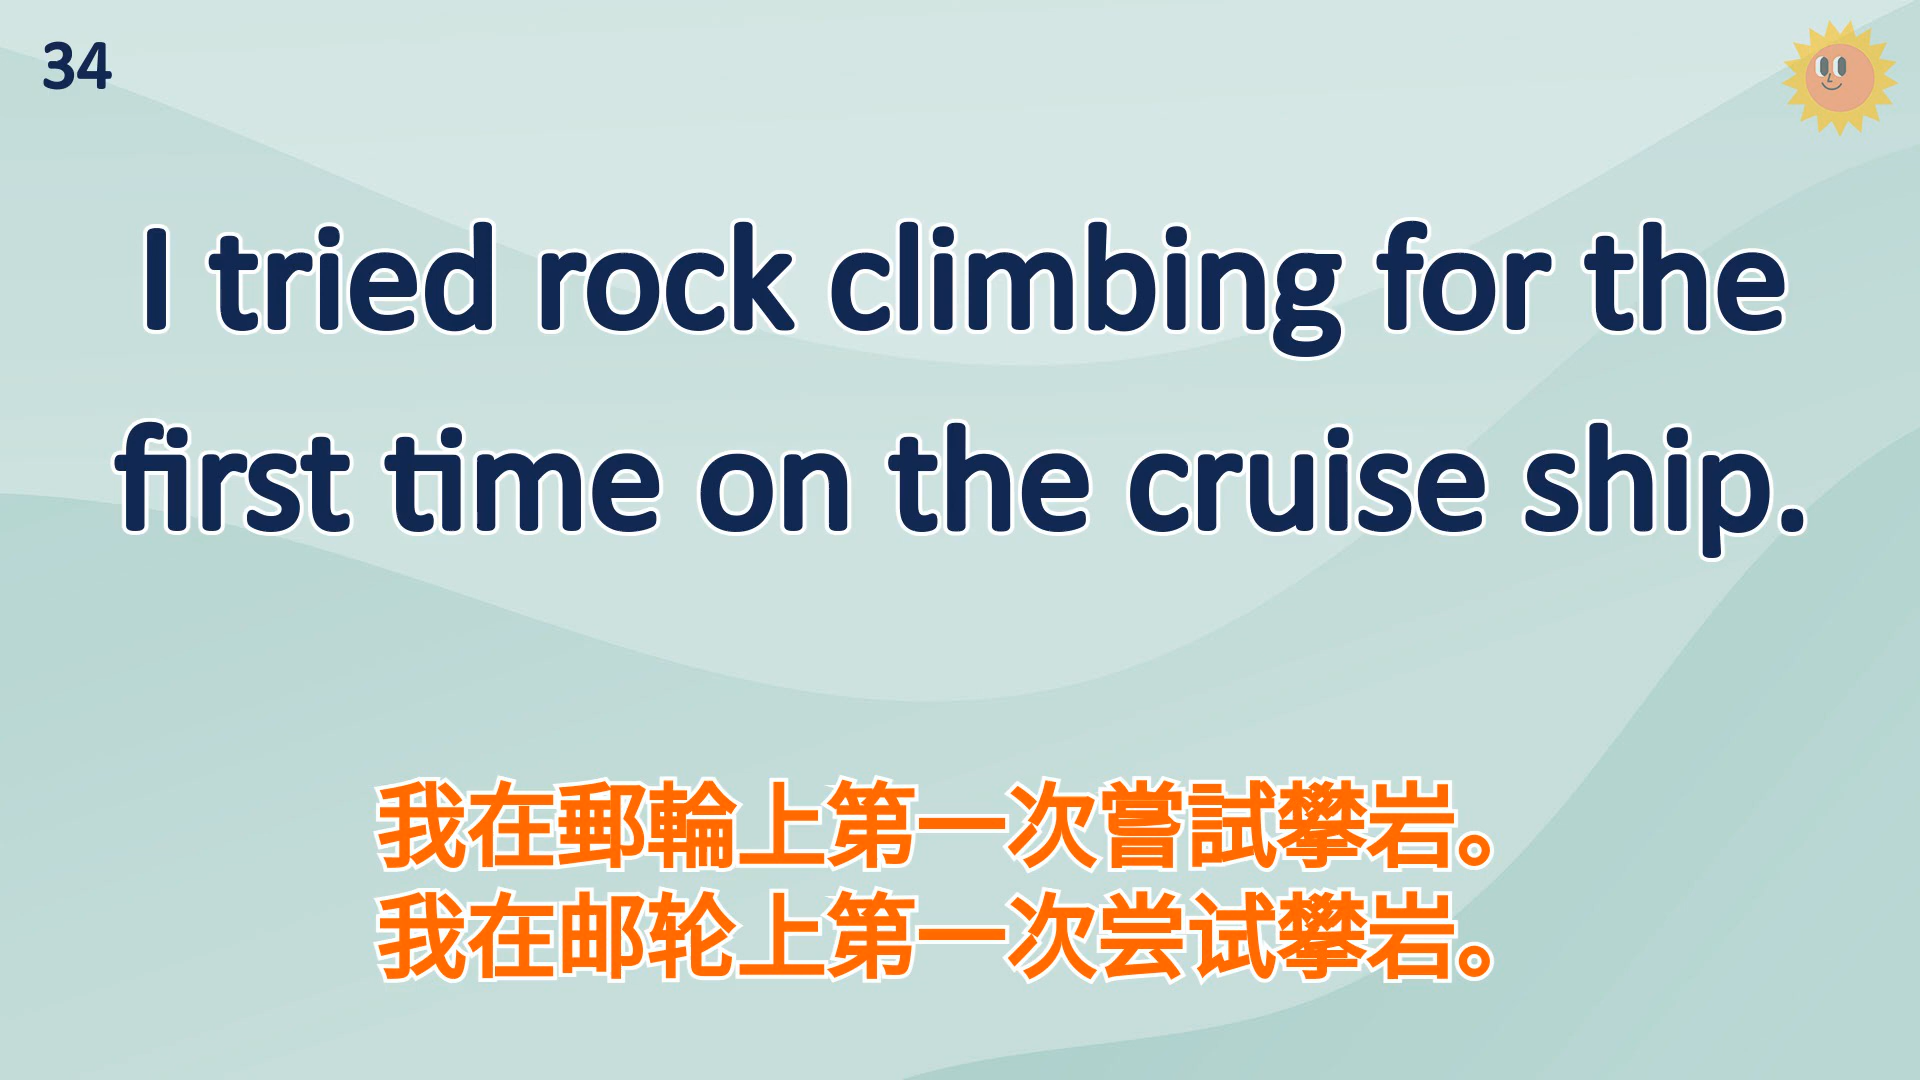 34
I tried rock climbing for the
first time on the cruise ship.
我在郵輪上第一次嘗試攀岩。
我在邮轮上第一次尝试攀岩。